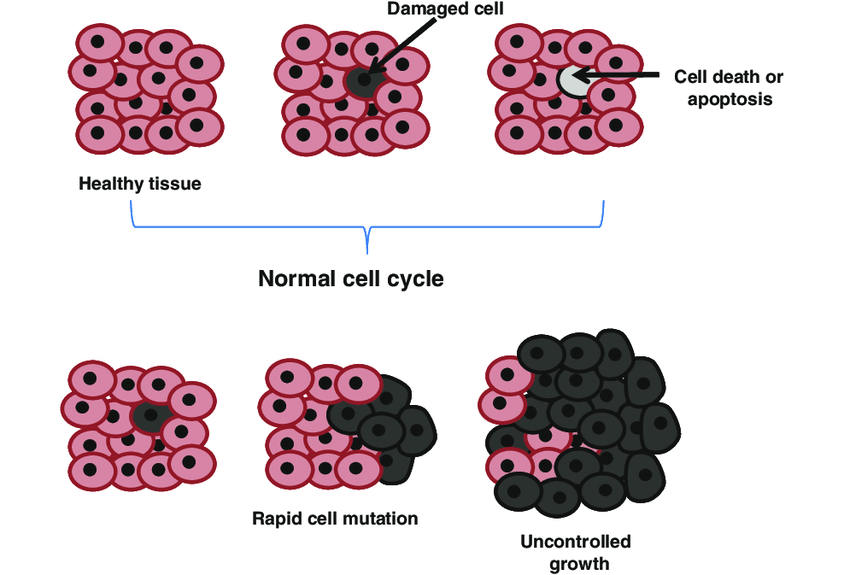 Damaged cell
Cell death or
apoptosis
Healthy tissue
Normal cell cycle
Rapid cell mutation
Uncontrolled
growth